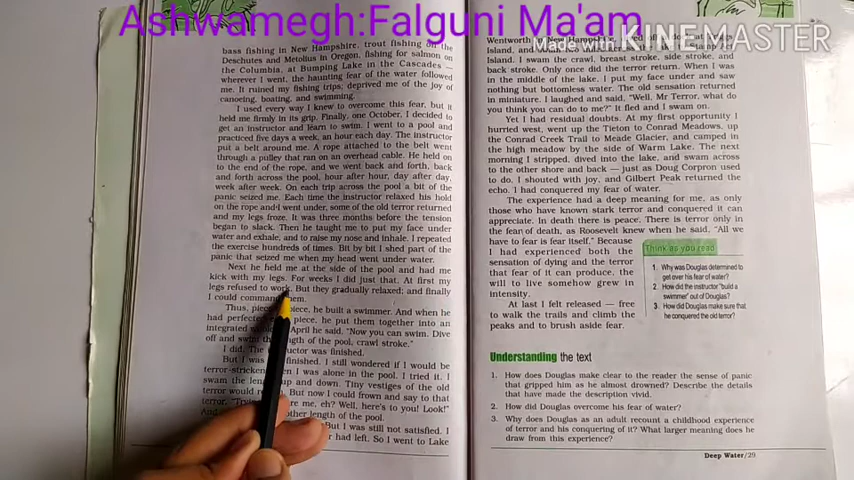 Ashwamegh:Falguni Ma'am
Made with KINEMASTER
bass fishing in New Hampshire, trout fishing on the
Deschutes and Metolius in Oregon, fishing for salmon on
the Columbia, at Bumping Lake in the Cascades —
wherever I went, the haunting fear of the water followed
me. It ruined my fishing trips; deprived me of the joy of
canoeing, boating, and swimming.
I used every way I knew to overcome this fear, but it
held me firmly in its grip. Finally, one October, I decided to
get an instructor and learn to swim. I went to a pool and
practiced five days a week, an hour each day. The instructor
put a belt around me. A rope attached to the belt went
through a pulley that ran on an overhead cable. He held on
to the end of the rope, and we went back and forth, back
and forth across the pool, hour after hour, day after day,
week after week. On each trip across the pool a bit of the
panic seized me. Each time the instructor relaxed his hold
on the rope and I went under, some of the old terror returned
and my legs froze. It was three months before the tension
began to slack. Then he taught me to put my face under
water and exhale, and to raise my nose and inhale. I repeated
the exercise hundreds of times. Bit by bit I shed part of the
panic that seized me when my head went under water.
Next he held me at the side of the pool and had me
kick with my legs. For weeks I did just that. At first my
legs refused to work. But they gradually relaxed; and finally
I could command them.
Thus, piece piece, he built a swimmer. And when he
had perfected piece, he put them together into an
integrated April he said, "Now you can swim. Dive
off and swim length of the pool, crawl stroke."
I did. The instructor was finished.
But I was finished. I still wondered if I would be
terror-stricken when I was alone in the pool. I tried it. I
swam the length up and down. Tiny vestiges of the old
terror would But now I could frown and say to that
terror, "Trying me, eh? Well, here's to you! Look!"
And other length of the pool.
But I was still not satisfied. I
had left. So I went to Lake
Wentworth in New Hampshire, off a dock at
Island, and
Island. I swam the crawl, breast stroke, side stroke, and
back stroke. Only once did the terror return. When I was
in the middle of the lake, I put my face under and saw
nothing but bottomless water. The old sensation returned
in miniature. I laughed and said, "Well, Mr Terror, what do
you think you can do to me?" It fled and I swam on.
Yet I had residual doubts. At my first opportunity I
hurried west, went up the Tieton to Conrad Meadows, up
the Conrad Creek Trail to Meade Glacier, and camped in
the high meadow by the side of Warm Lake. The next
morning I stripped, dived into the lake, and swam across
to the other shore and back — just as Doug Corpron used
to do. I shouted with joy, and Gilbert Peak returned the
echo. I had conquered my fear of water.
The experience had a deep meaning for me, as only
those who have known stark terror and conquered it can
appreciate. In death there is peace. There is terror only in
the fear of death, as Roosevelt knew when he said, "All we
have to fear is fear itself." Because
I had experienced both the
sensation of dying and the terror
that fear of it can produce, the
will to live somehow grew in
intensity.
At last I felt released — free
to walk the trails and climb the
peaks and to brush aside fear.
Think as you read
1. Why was Douglas determined to
get over his fear of water?
2. How did the instructor "build a
swimmer" out of Douglas?
3. How did Douglas make sure that
he conquered the old terror?
Understanding the text
1. How does Douglas make clear to the reader the sense of panic
that gripped him as he almost drowned? Describe the details
that have made the description vivid.
2. How did Douglas overcome his fear of water?
3. Why does Douglas as an adult recount a childhood experience
of terror and his conquering of it? What larger meaning does he
draw from this experience?
Deep Water/29